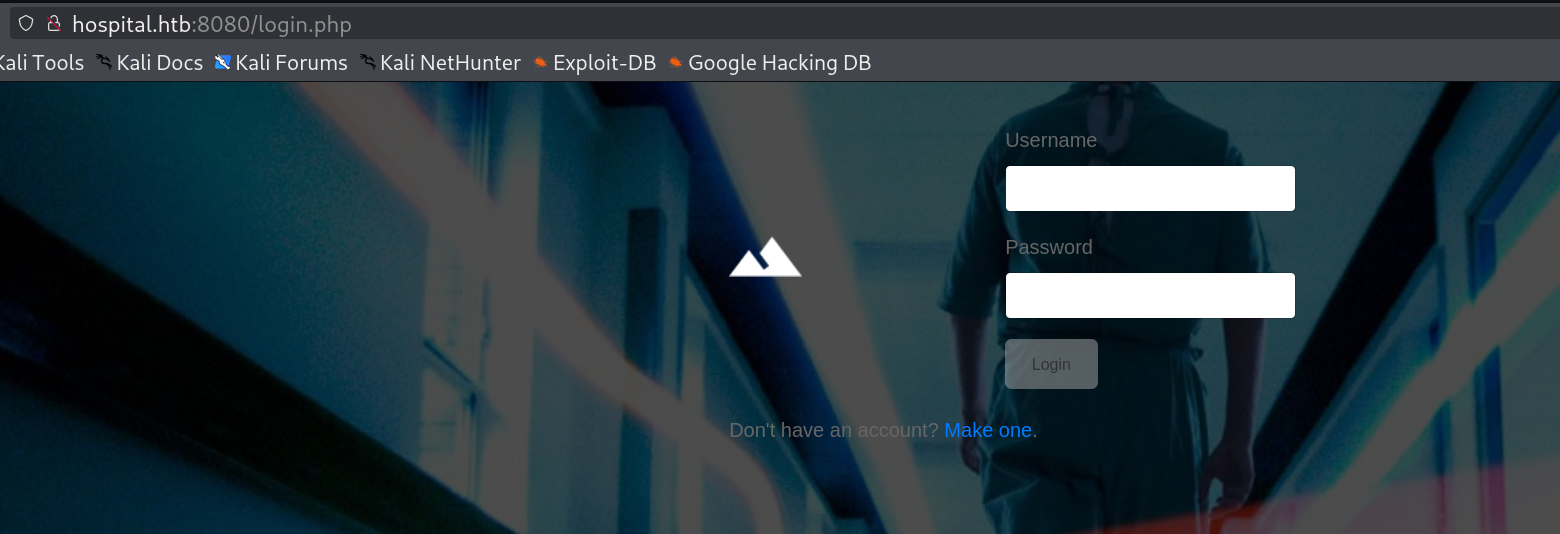 hospital.htb:8080/login.php
Kali Tools Kali Docs Kali Forums Kali NetHunter Exploit-DB Google Hacking DB
Username
Password
Login
Don't have an account? Make one.